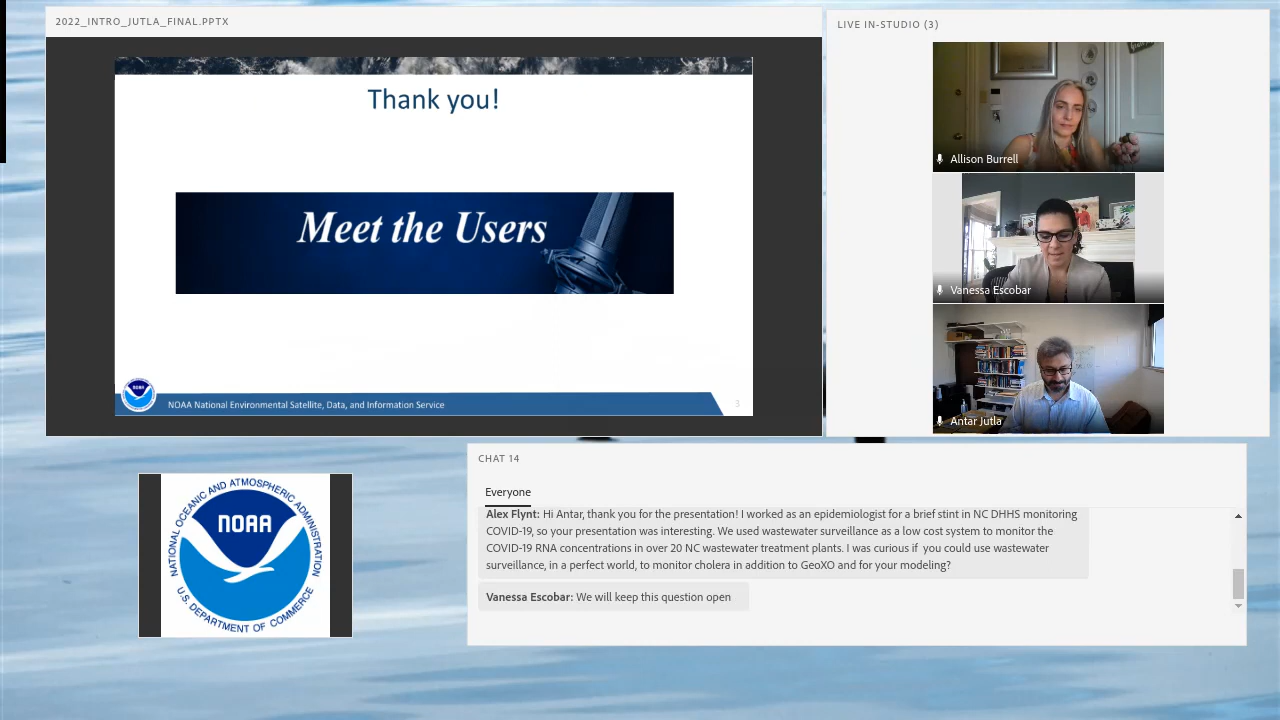 2022_INTRO_JUTLA_FINAL.PPTX
Thank you!
Meet the Users
NOAA
NOAA National Environmental Satellite, Data, and Information Service
3
LIVE IN-STUDIO (3)
Allison Burrell
Vanessa Escobar
Antar Jutla
NATIONAL OCEANIC AND ATMOSPHERIC ADMINISTRATION
NOAA
U.S. DEPARTMENT OF COMMERCE
CHAT 14
Everyone
Alex Flynt: Hi Antar, thank you for the presentation! I worked as an epidemiologist for a brief stint in NC DHHS monitoring
COVID-19, so your presentation was interesting. We used wastewater surveillance as a low cost system to monitor the
COVID-19 RNA concentrations in over 20 NC wastewater treatment plants. I was curious if you could use wastewater
surveillance, in a perfect world, to monitor cholera in addition to GeoXO and for your modeling?
Vanessa Escobar: We will keep this question open